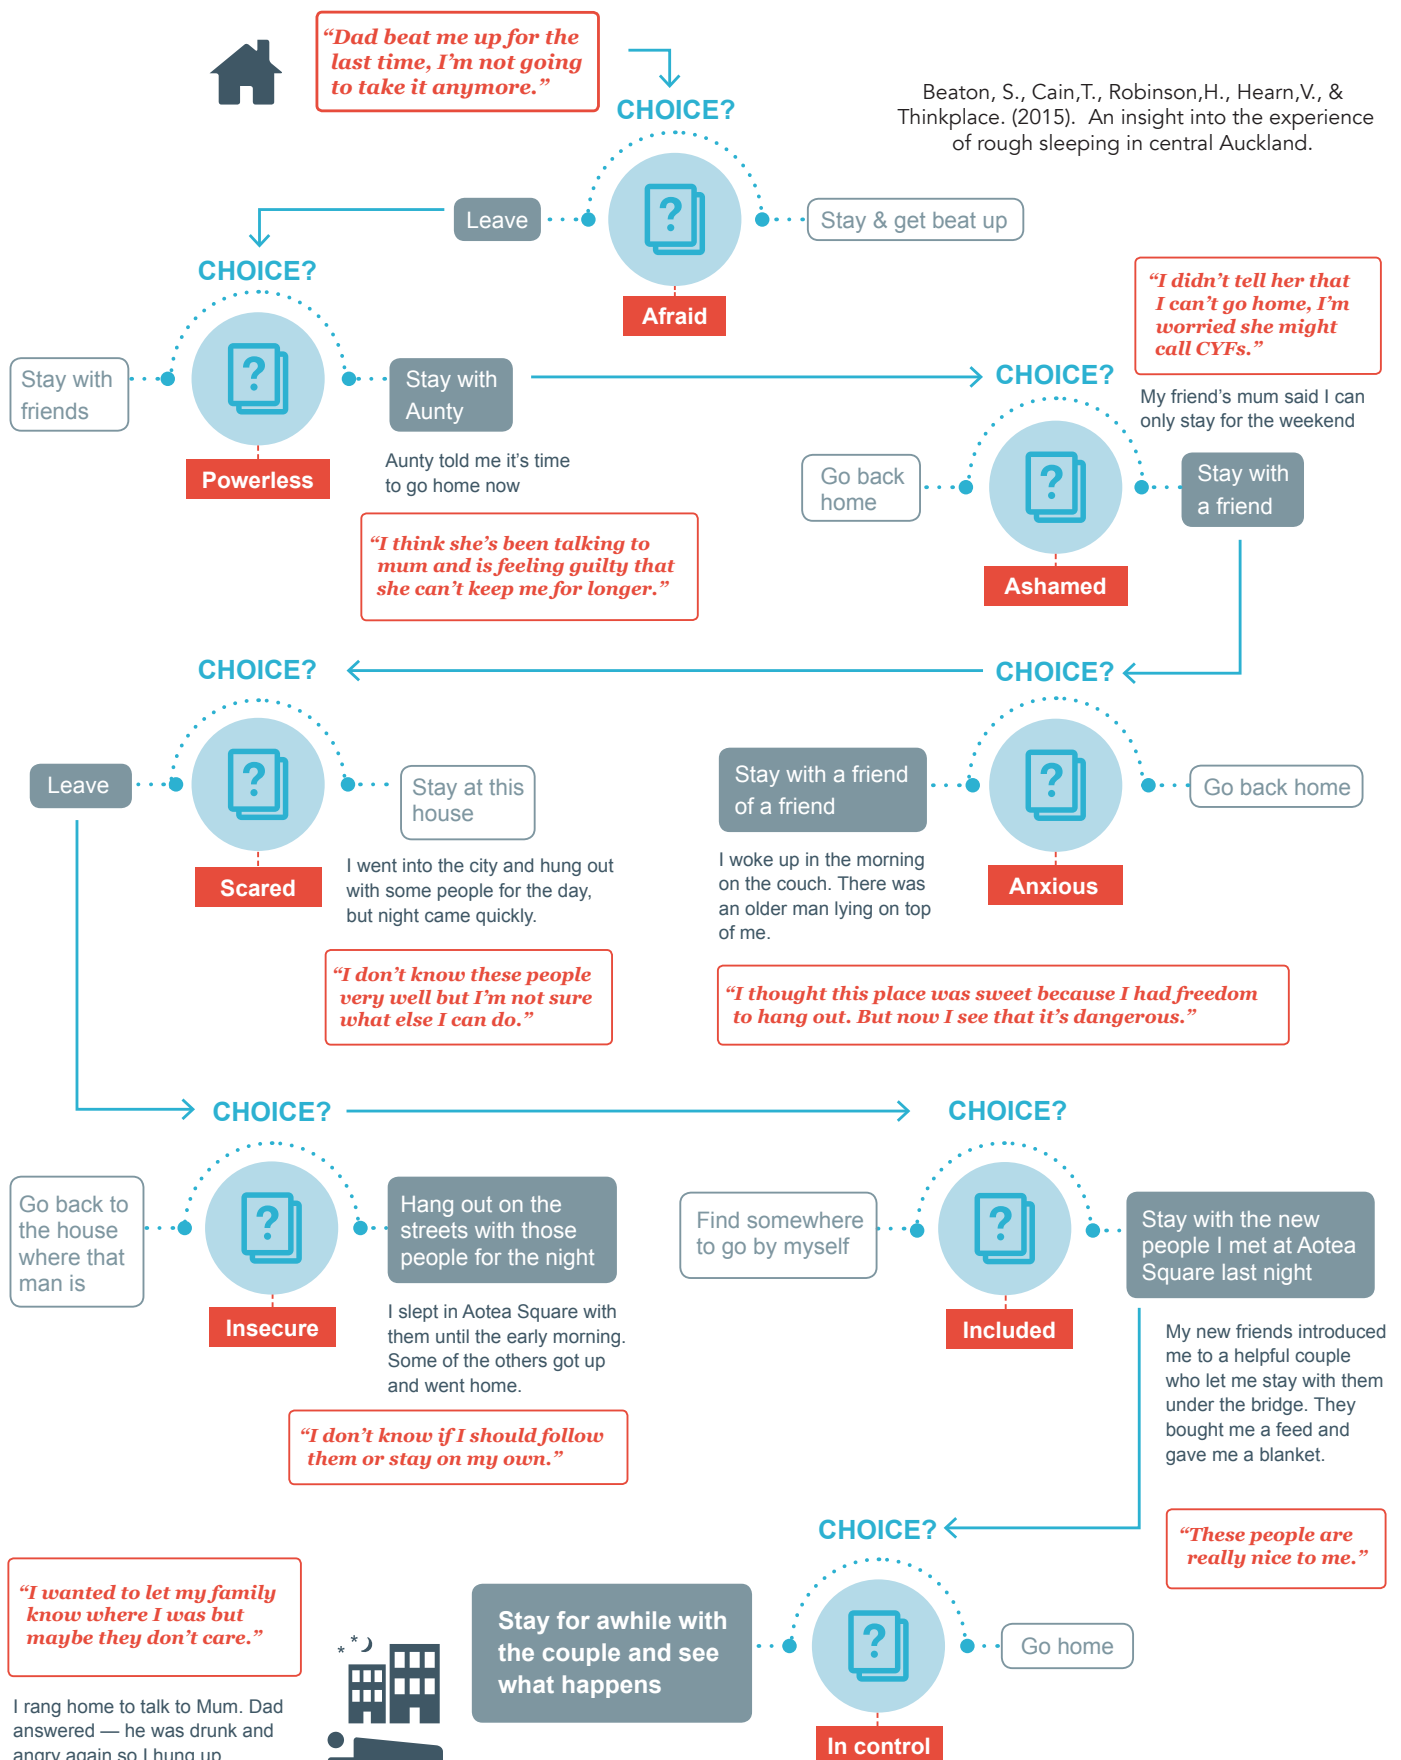 “Dad beat me up for the
last time, I’m not going
to take it anymore.”
Beaton, S., Cain,T., Robinson,H., Hearn,V., &
Thinkplace. (2015). An insight into the experience
of rough sleeping in central Auckland.
CHOICE?
Leave
?
Stay & get beat up
Afraid
CHOICE?
Stay with
friends
?
Stay with
Aunty
Powerless
Aunty told me it’s time
to go home now
“I think she’s been talking to
mum and is feeling guilty that
she can’t keep me for longer.”
“I didn’t tell her that
I can’t go home, I’m
worried she might
call CYFs.”
CHOICE?
My friend’s mum said I can
only stay for the weekend
Go back
home
?
Stay with
a friend
Ashamed
CHOICE?
Stay with a friend
of a friend
?
Go back home
Anxious
I woke up in the morning
on the couch. There was
an older man lying on top
of me.
“I thought this place was sweet because I had freedom
to hang out. But now I see that it’s dangerous.”
CHOICE?
Leave
?
Stay at this
house
Scared
I went into the city and hung out
with some people for the day,
but night came quickly.
“I don’t know these people
very well but I’m not sure
what else I can do.”
CHOICE?
Go back to
the house
where that
man is
?
Hang out on the
streets with those
people for the night
Insecure
I slept in Aotea Square with
them until the early morning.
Some of the others got up
and went home.
“I don’t know if I should follow
them or stay on my own.”
CHOICE?
Find somewhere
to go by myself
?
Stay with the new
people I met at Aotea
Square last night
Included
My new friends introduced
me to a helpful couple
who let me stay with them
under the bridge. They
bought me a feed and
gave me a blanket.
“These people are
really nice to me.”
CHOICE?
Stay for awhile with
the couple and see
what happens
?
Go home
In control
“I wanted to let my family
know where I was but
maybe they don’t care.”
I rang home to talk to Mum. Dad
answered — he was drunk and
angry again so I hung up